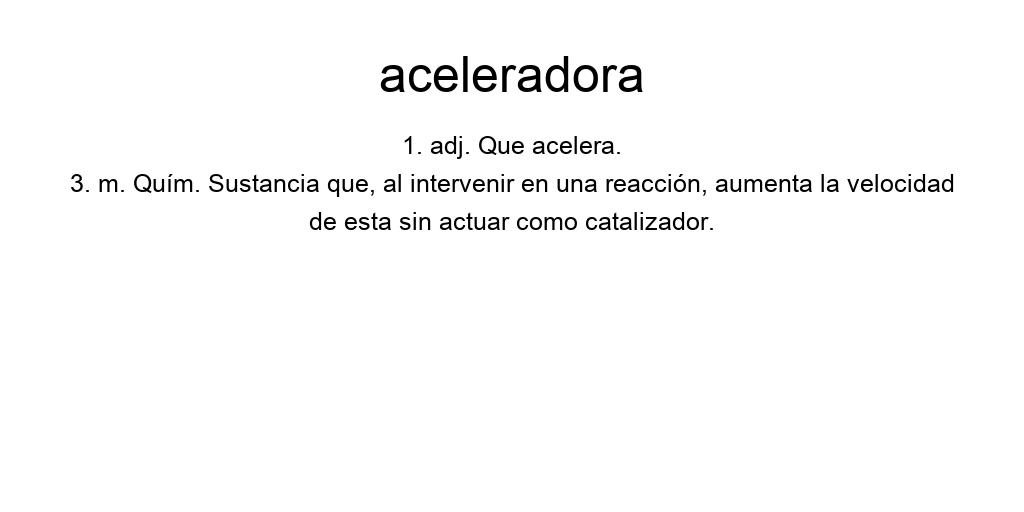 aceleradora
1. adj. Que acelera.
3. m. Quím. Sustancia que, al intervenir en una reacción, aumenta la velocidad
de esta sin actuar como catalizador.